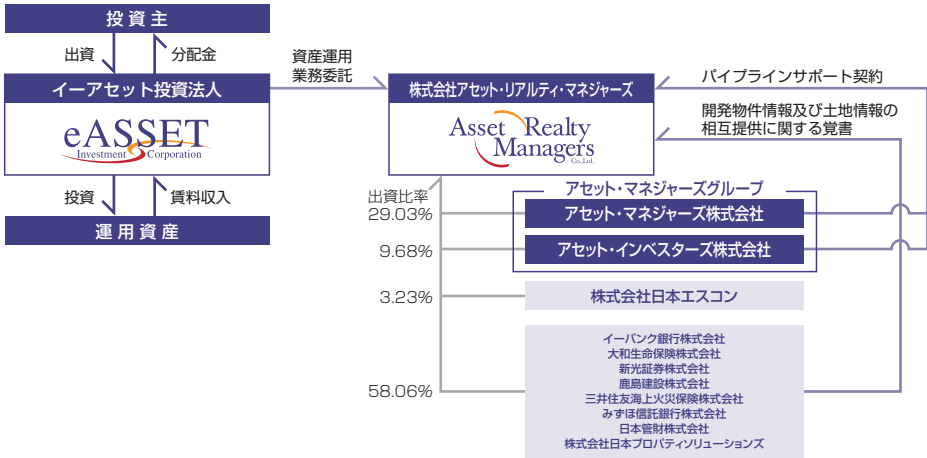 投資主
出資
分配金
イーアセット投資法人
eASSET
Investment Corporation
投資
賃料収入
運用資産
資産運用
業務委託
株式会社アセット・リアルティ・マネジャーズ
Asset Realty
Managers
Co.,Ltd.
パイプラインサポート契約
開発物件情報及び土地情報の
相互提供に関する覚書
出資比率
29.03%
9.68%
3.23%
58.06%
アセット・マネジャーズグループ
アセット・マネジャーズ株式会社
アセット・インベスターズ株式会社
株式会社日本エスコン
イーバンク銀行株式会社
大和生命保険株式会社
新光証券株式会社
鹿島建設株式会社
三井住友海上火災保険株式会社
みずほ信託銀行株式会社
日本管財株式会社
株式会社日本プロパティソリューションズ